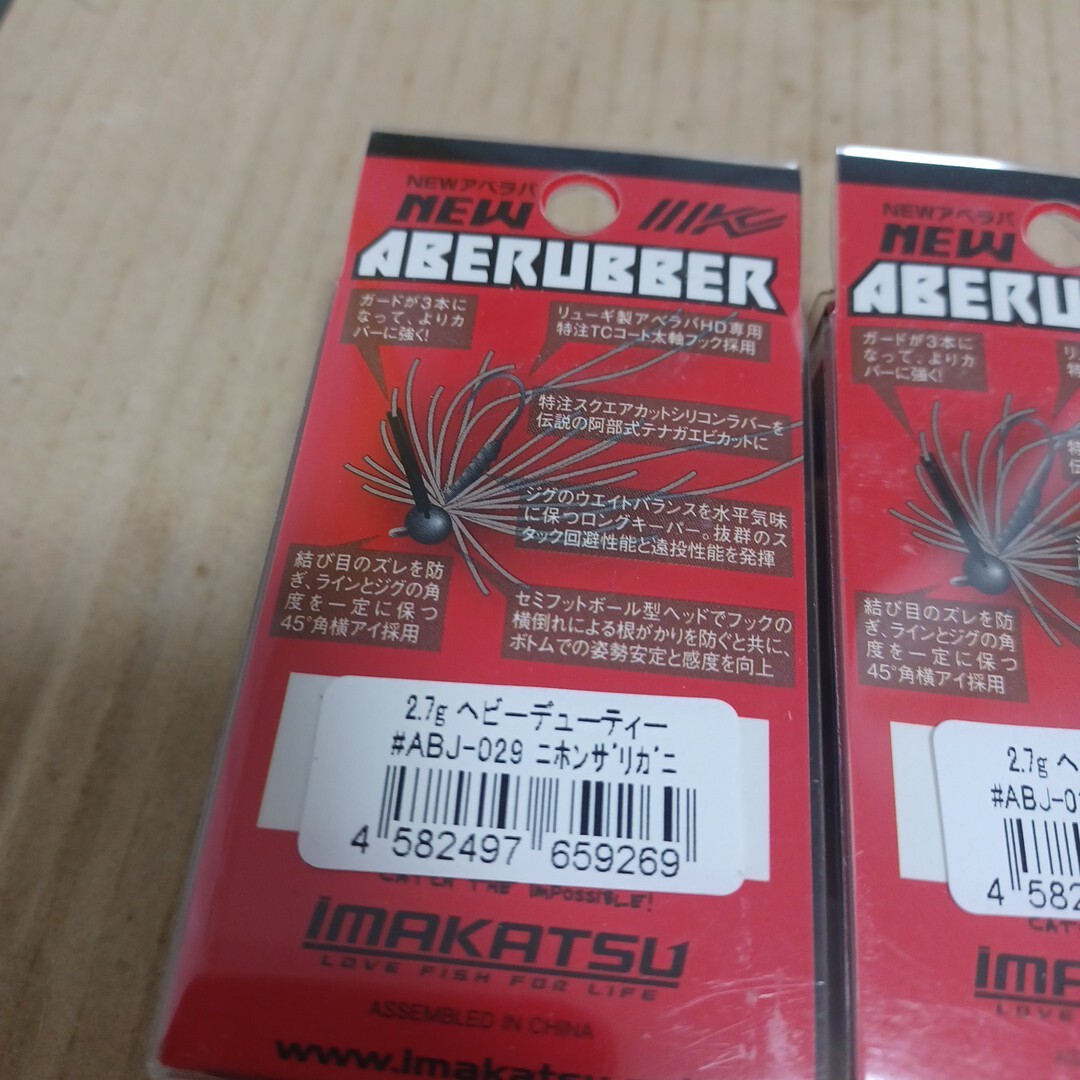 NEWアベラバ
NEW
IKC
ABERUBBER
ガードが3本に
なって、よりカ
バーに強く!
リューギ製アベラバHD専用
特注TCコート太軸フック採用
特注スクエアカットシリコンラバーを
伝説の阿部式テナガエビカットに
ジグのウエイトバランスを水平気味
に保つロングキーパー。抜群のス
タック回避性能と遠投性能を発揮
結び目のズレを防
ぎ、ラインとジグの角
度を一定に保つ
45°角横アイ採用
セミフットボール型ヘッドでフックの
横倒れによる根がかりを防ぐと共に、
ボトムでの姿勢安定と感度を向上
2.7g ヘビーデューティー
#ABJ-029 ニホンザリガニ
4 582497 659269
CATCH THE IMPOSSIBLE!
IMAKATSU
LOVE FISH FOR LIFE
ASSEMBLED IN CHINA
www.imakatsu
NEWアベラバ
NEW
ABERU
ガードが3本に
なって、よりカ
バーに強く!
リ
特
特
伝
結び目のズレを防
ぎ、ラインとジグの角
度を一定に保つ
45°角横アイ採用
2.7g ヘ
#ABJ-0
4 582
CAT
IMA
LOVE